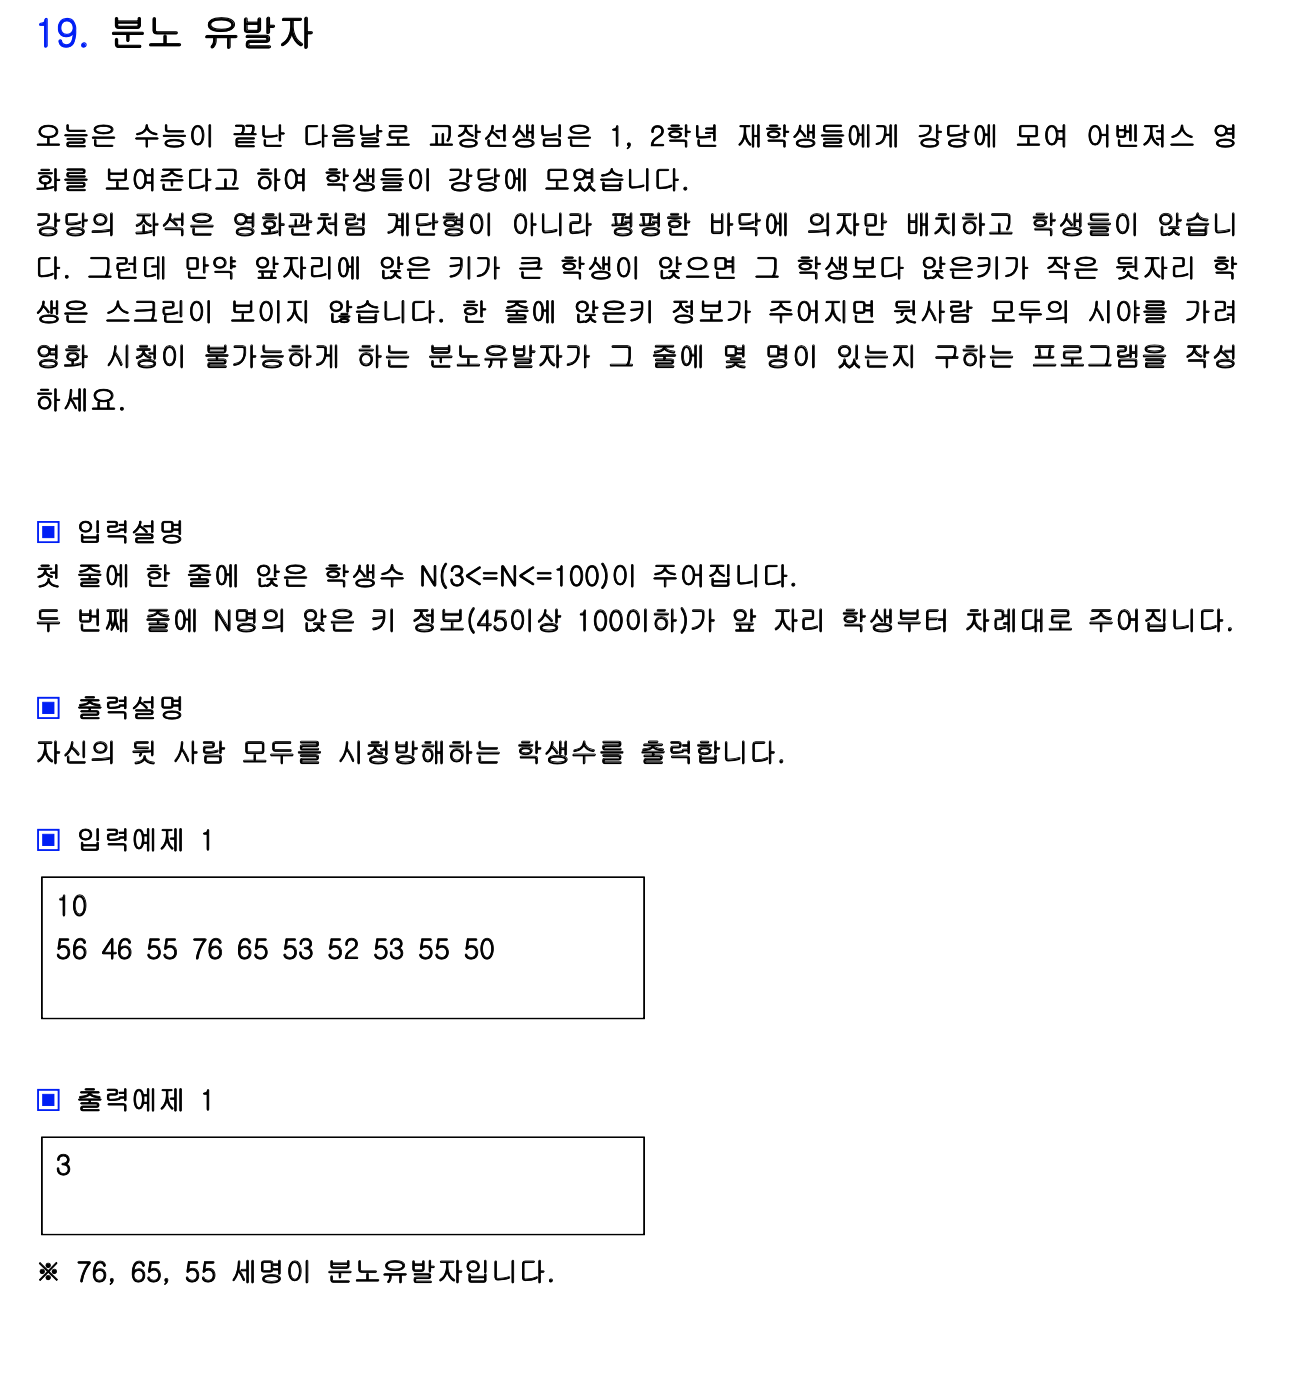 19. 분노 유발자
오늘은 수능이 끝난 다음날로 교장선생님은 1, 2학년 재학생들에게 강당에 모여 어벤져스 영
화를 보여준다고 하여 학생들이 강당에 모였습니다.
강당의 좌석은 영화관처럼 계단형이 아니라 평평한 바닥에 의자만 배치하고 학생들이 앉습니
다. 그런데 만약 앞자리에 앉은 키가 큰 학생이 앉으면 그 학생보다 앉은키가 작은 뒷자리 학
생은 스크린이 보이지 않습니다. 한 줄에 앉은키 정보가 주어지면 뒷사람 모두의 시야를 가려
영화 시청이 불가능하게 하는 분노유발자가 그 줄에 몇 명이 있는지 구하는 프로그램을 작성
하세요.
▣ 입력설명
첫 줄에 한 줄에 앉은 학생수 N(3<=N<=100)이 주어집니다.
두 번째 줄에 N명의 앉은 키 정보(45이상 100이하)가 앞 자리 학생부터 차례대로 주어집니다.
▣ 출력설명
자신의 뒷 사람 모두를 시청방해하는 학생수를 출력합니다.
▣ 입력예제 1
10
56 46 55 76 65 53 52 53 55 50
▣ 출력예제 1
3
※ 76, 65, 55 세명이 분노유발자입니다.